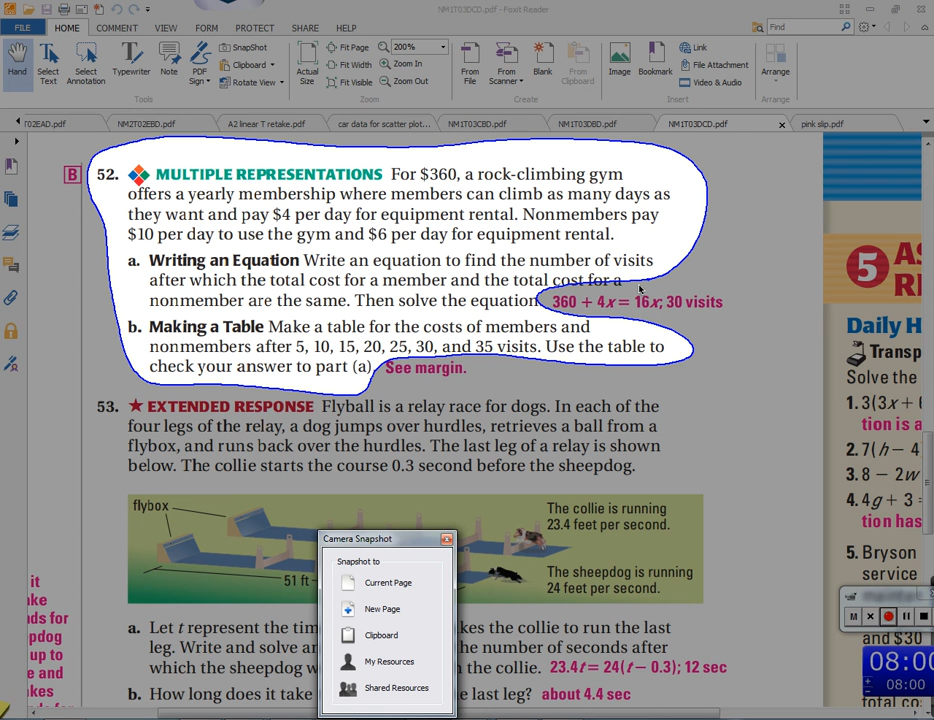 NM1T03DCD.pdf - Foxit Reader
FILE HOME COMMENT VIEW FORM PROTECT SHARE HELP Find
Hand Select Text Select Annotation Typewriter Note PDF Sign SnapShot Clipboard Rotate View Tools
Actual Size Fit Page Fit Width Fit Visible 200% Zoom In Zoom Out Zoom
From File From Scanner Blank From Clipboard Create
Image Bookmark Link File Attachment Video & Audio Insert
Arrange Arrange
T02EAD.pdf NM2T02EBD.pdf A2 linear T retake.pdf car data for scatter plot... NM1T03CBD.pdf NM1T03DBD.pdf NM1T03DCD.pdf pink slip.pdf
B
52. MULTIPLE REPRESENTATIONS For $360, a rock-climbing gym
offers a yearly membership where members can climb as many days as
they want and pay $4 per day for equipment rental. Nonmembers pay
$10 per day to use the gym and $6 per day for equipment rental.
a. Writing an Equation Write an equation to find the number of visits
after which the total cost for a member and the total cost for a
nonmember are the same. Then solve the equation
360 + 4x = 16x; 30 visits
b. Making a Table Make a table for the costs of members and
nonmembers after 5, 10, 15, 20, 25, 30, and 35 visits. Use the table to
check your answer to part (a).
See margin.
53. ★ EXTENDED RESPONSE Flyball is a relay race for dogs. In each of the
four legs of the relay, a dog jumps over hurdles, retrieves a ball from a
flybox, and runs back over the hurdles. The last leg of a relay is shown
below. The collie starts the course 0.3 second before the sheepdog.
flybox
The collie is running
23.4 feet per second.
51 ft
The sheepdog is running
24 feet per second.
a. Let t represent the tim kes the collie to run the last
leg. Write and solve an he number of seconds after
which the sheepdog w h the collie. 23.4t = 24(t − 0.3); 12 sec
b. How long does it take e last leg? about 4.4 sec
Camera Snapshot
Snapshot to
Current Page
New Page
Clipboard
My Resources
Shared Resources
it
ke
ds for
pdog
up to
e and
kes
for
5 AS
RE
Daily H
Transp
Solve the
1. 3(3x + 6
tion is a
2. 7(h − 4
3. 8 − 2w
4. 4g + 3
tion has
5. Bryson
service
and $30
total co
M
08:00
08:00